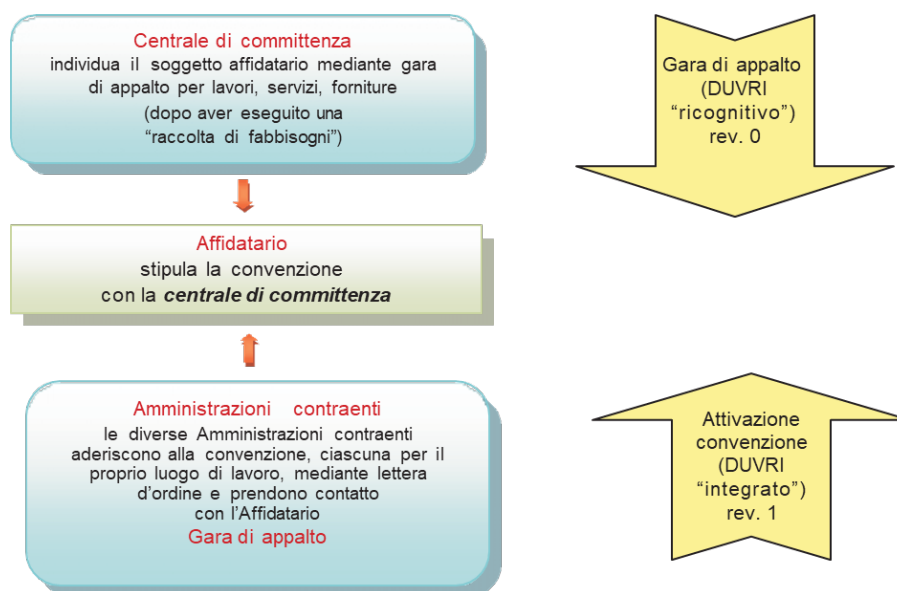 Centrale di committenza
individua il soggetto affidatario mediante gara
di appalto per lavori, servizi, forniture
(dopo aver eseguito una
“raccolta di fabbisogni”)
Gara di appalto
(DUVRI
“ricognitivo”)
rev. 0
Affidatario
stipula la convenzione
con la centrale di committenza
Amministrazioni contraenti
le diverse Amministrazioni contraenti
aderiscono alla convenzione, ciascuna per il
proprio luogo di lavoro, mediante lettera
d’ordine e prendono contatto
con l’Affidatario
Gara di appalto
Attivazione
convenzione
(DUVRI
“integrato”)
rev. 1